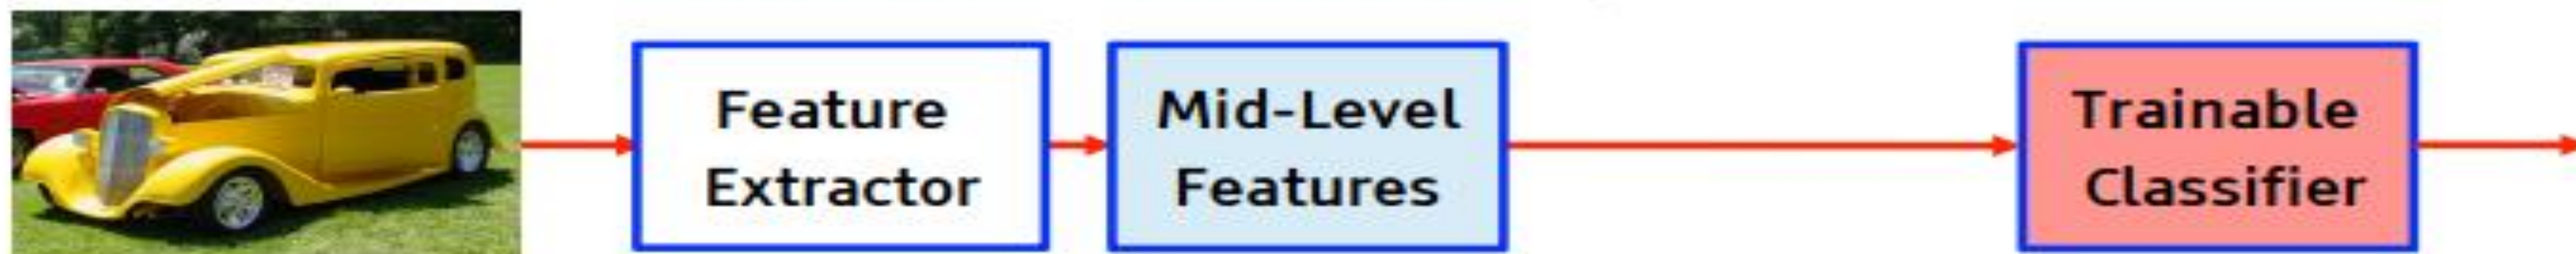 Feature
Extractor
Mid-Level
Features
Trainable
Classifier